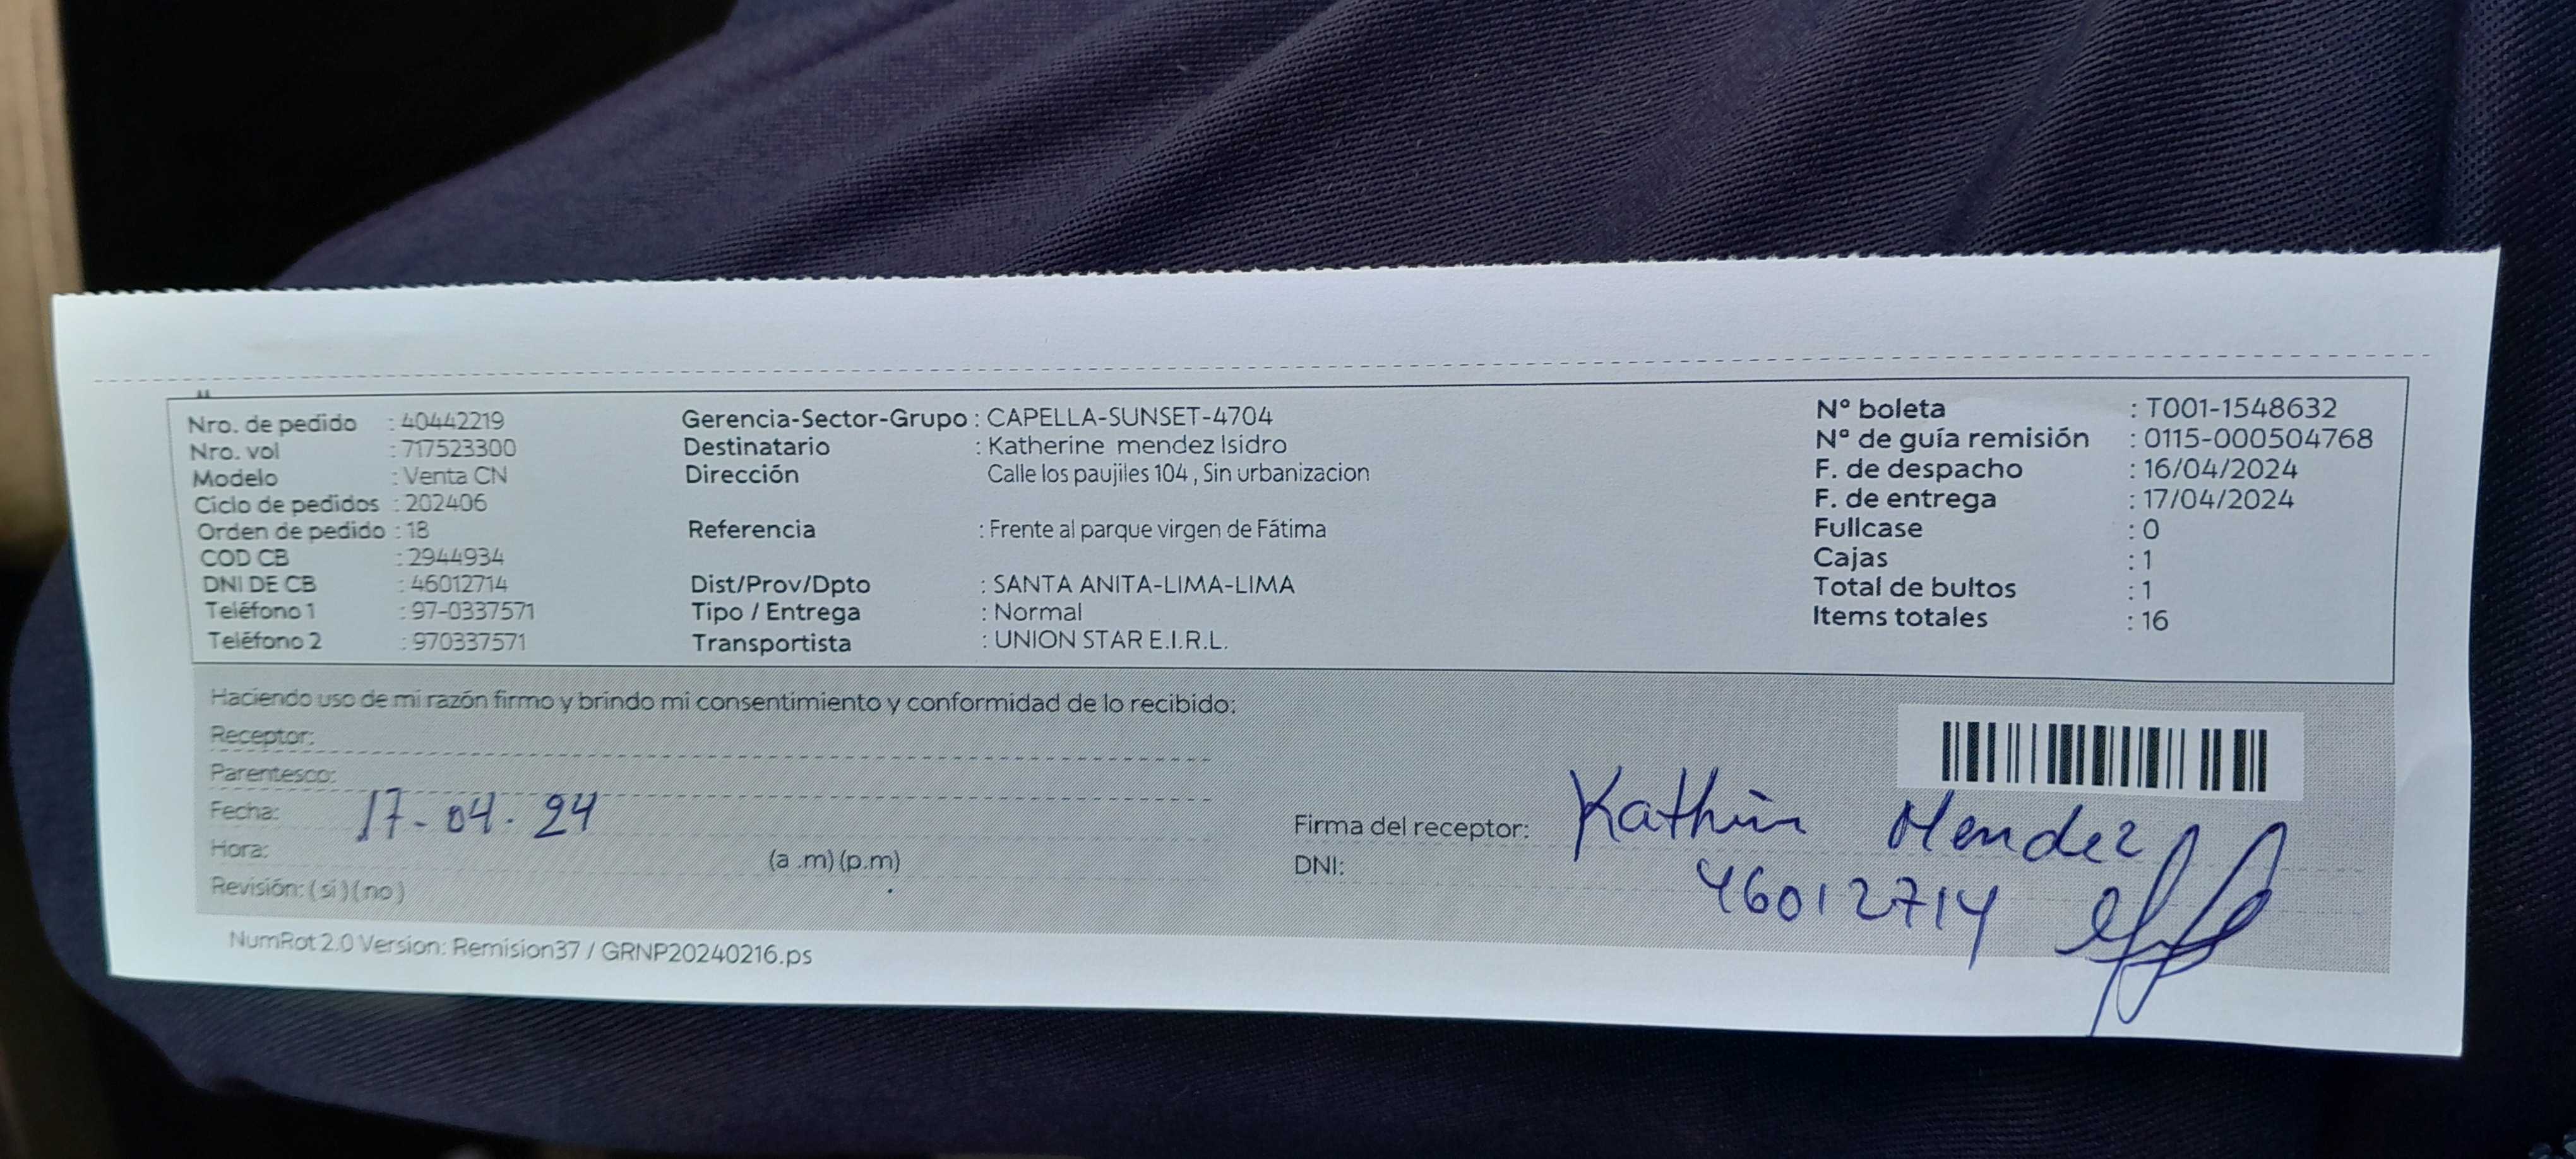 Nro. de pedido : 40442219
Nro. vol : 717523300
Modelo : Venta CN
Ciclo de pedidos : 202406
Orden de pedido : 18
COD CB : 2944934
DNI DE CB : 46012714
Teléfono 1 : 97-0337571
Teléfono 2 : 970337571
Gerencia-Sector-Grupo : CAPELLA-SUNSET-4704
Destinatario : Katherine mendez Isidro
Dirección Calle los paujiles 104 , Sin urbanizacion
Referencia : Frente al parque virgen de Fátima
Dist/Prov/Dpto : SANTA ANITA-LIMA-LIMA
Tipo / Entrega : Normal
Transportista : UNION STAR E.I.R.L.
N° boleta : T001-1548632
Nª de guía remisión : 0115-000504768
F. de despacho : 16/04/2024
F. de entrega : 17/04/2024
Fullcase : 0
Cajas : 1
Total de bultos : 1
Items totales : 16
Haciendo uso de mi razón firmo y brindo mi consentimiento y conformidad de lo recibido:
Receptor:
Parentesco:
Fecha: 17-04-24
Hora: (a .m) (p.m)
Revisión: ( si ) ( no )
Firma del receptor: Mendez
DNI: 46012714
NumRot 2.0 Version: Remision37 / GRNP20240216.ps